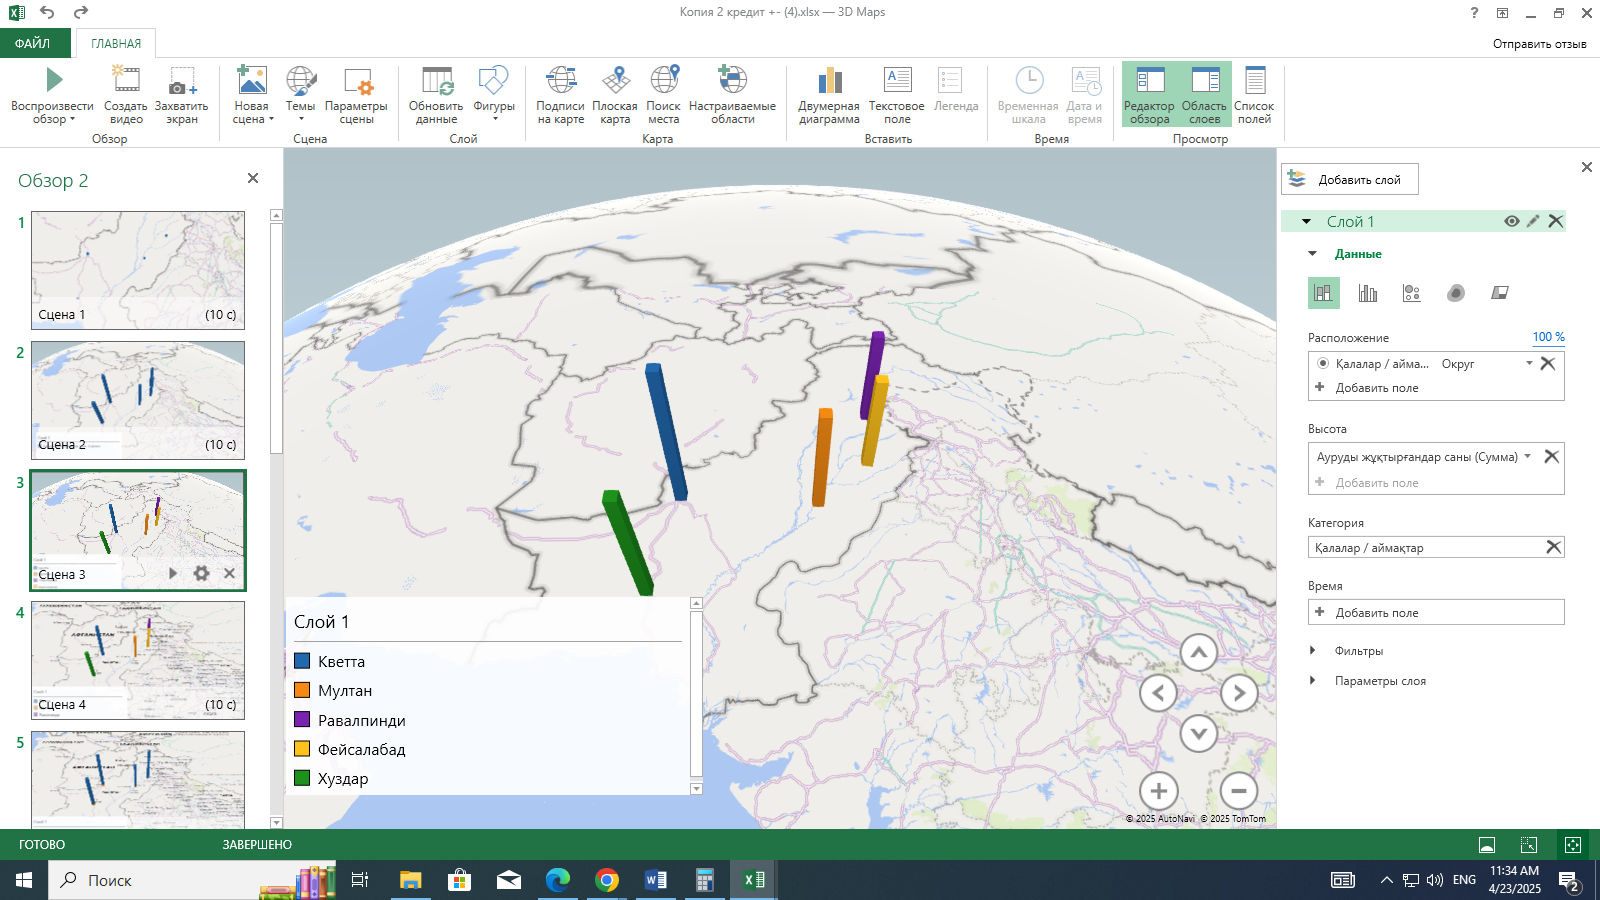 Копия 2 кредит +- (4).xlsx — 3D Maps
?
ФАЙЛ
ГЛАВНАЯ
Отправить отзыв
Воспроизвести обзор
Создать видео
Захватить экран
Обзор
Новая сцена
Темы
Параметры сцены
Сцена
Обновить данные
Фигуры
Слой
Подписи на карте
Плоская карта
Поиск места
Настраиваемые области
Карта
Двумерная диаграмма
Текстовое поле
Легенда
Вставить
Временная шкала
Дата и время
Время
Редактор обзора
Область слоев
Список полей
Просмотр
Обзор 2
1
Сцена 1
(10 с)
2
Сцена 2
(10 с)
3
Сцена 3
4
Сцена 4
(10 с)
5
Слой 1
Кветта
Мултан
Равалпинди
Фейсалабад
Хуздар
© 2025 AutoNavi © 2025 TomTom
Добавить слой
Слой 1
Данные
Расположение
100 %
Қалалар / айма...
Округ
Добавить поле
Высота
Ауруды жұқтырғандар саны (Сумма)
Добавить поле
Категория
Қалалар / аймақтар
Время
Добавить поле
Фильтры
Параметры слоя
ГОТОВО
ЗАВЕРШЕНО
Поиск
ENG
11:34 AM
4/23/2025
2